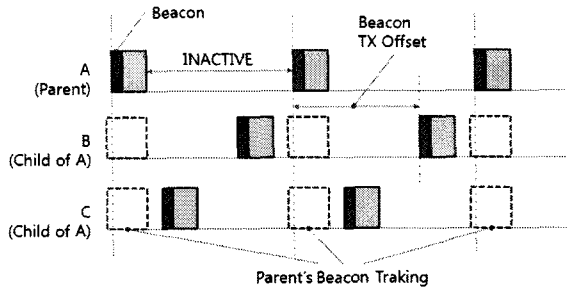 Beacon
Beacon
TX Offset
INACTIVE
A
(Parent)
B
(Child of A)
C
(Child of A)
Parent's Beacon Traking